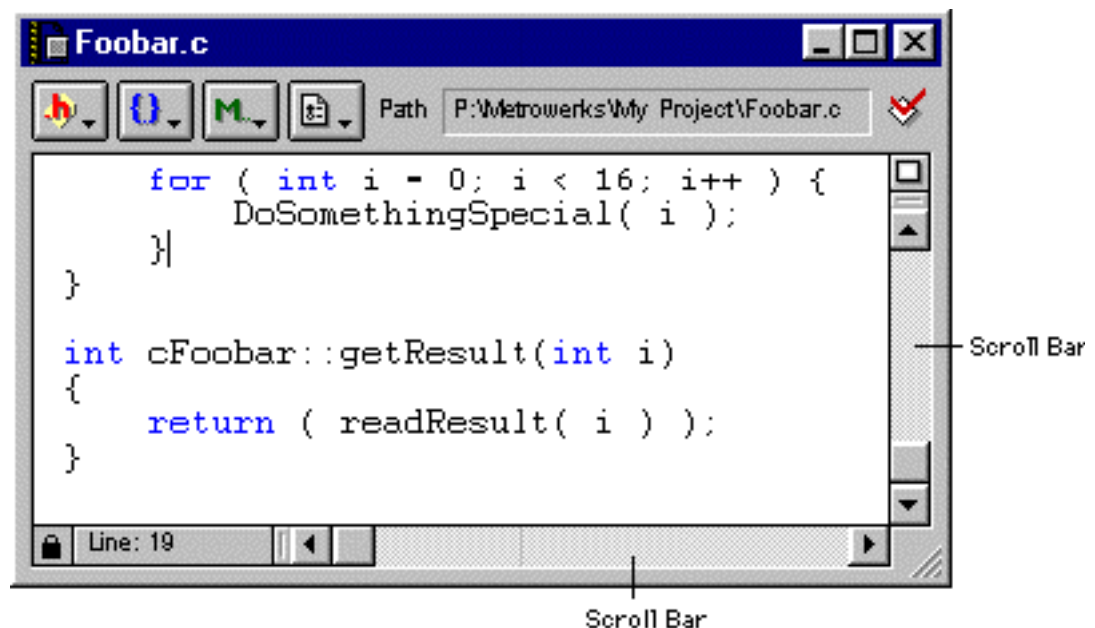 Foobar.c
.h {} M.. Path P:\Metrowerks\My Project\Foobar.c
for ( int i = 0; i < 16; i++ ) {
DoSomethingSpecial( i );
}
}
int cFoobar::getResult(int i)
{
return ( readResult( i ) );
}
Scroll Bar
Line: 19
Scroll Bar